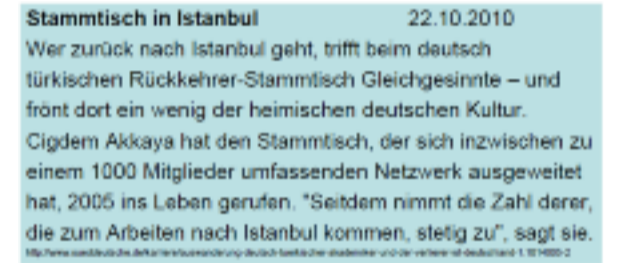 Stammtisch in Istanbul 22.10.2010
Wer zurück nach Istanbul geht, trifft beim deutsch
türkischen Rückkehrer-Stammtisch Gleichgesinnte – und
frönt dort ein wenig der heimischen deutschen Kultur.
Cigdem Akkaya hat den Stammtisch, der sich inzwischen zu
einem 1000 Mitglieder umfassenden Netzwerk ausgeweitet
hat, 2005 ins Leben gerufen. "Seitdem nimmt die Zahl derer,
die zum Arbeiten nach Istanbul kommen, stetig zu", sagt sie.